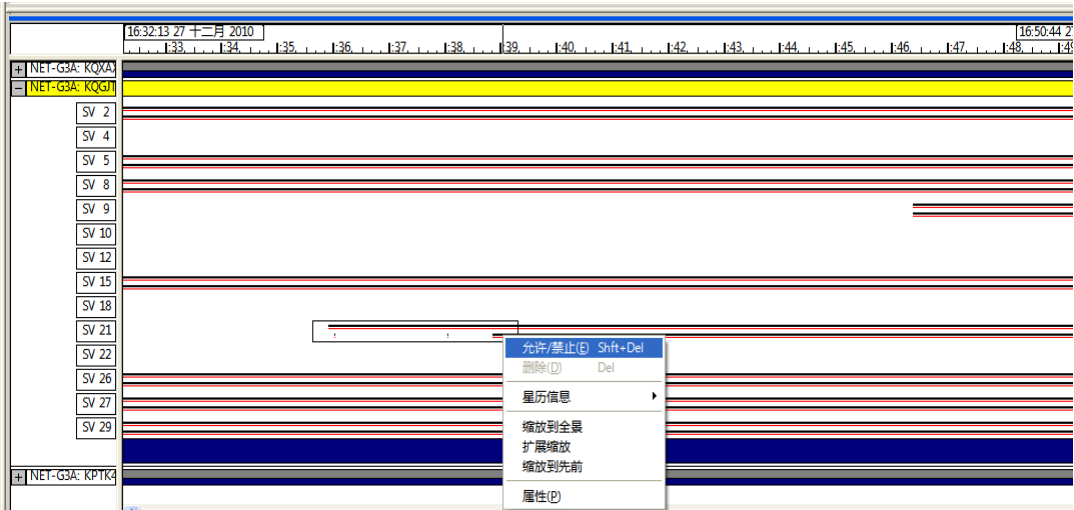 16:32:13 27 十二月 2010
16:50:44 27
:33, :34, :35, :36, :37, :38, :39, :40, :41, :42, :43, :44, :45, :46, :47, :48, :49
+ NET-G3A: KQXAX
- NET-G3A: KQGJT
SV 2
SV 4
SV 5
SV 8
SV 9
SV 10
SV 12
SV 15
SV 18
SV 21
SV 22
SV 26
SV 27
SV 29
+ NET-G3A: KPTK4
允许/禁止(E) Shft+Del
删除(D) Del
星历信息
缩放到全景
扩展缩放
缩放到先前
属性(P)